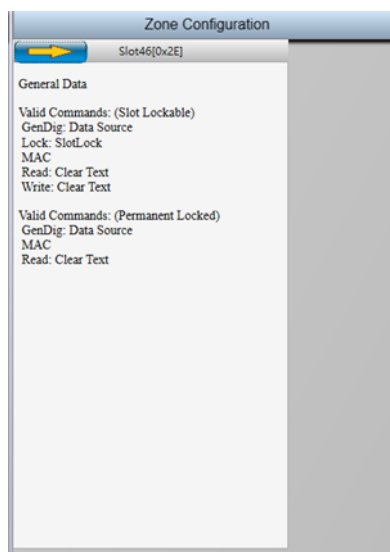 Zone Configuration
Slot46[0x2E]
General Data
Valid Commands: (Slot Lockable)
GenDig: Data Source
Lock: SlotLock
MAC
Read: Clear Text
Write: Clear Text
Valid Commands: (Permanent Locked)
GenDig: Data Source
MAC
Read: Clear Text